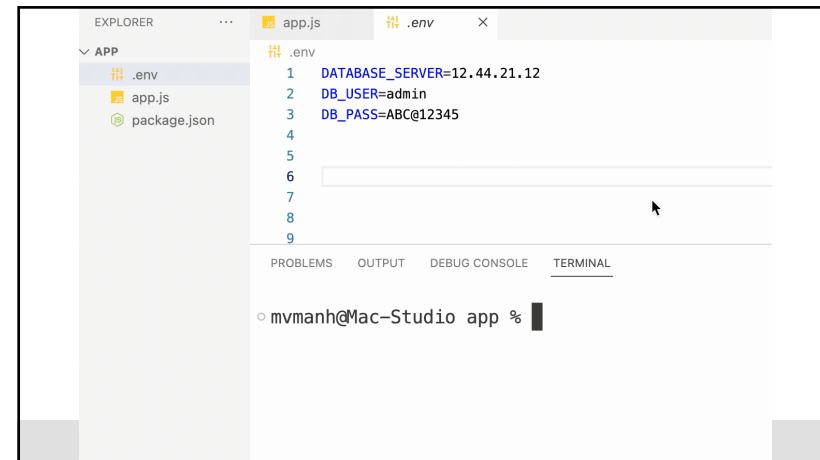 EXPLORER ···
APP
.env
app.js
package.json
JS app.js
.env ×
.env
1 DATABASE_SERVER=12.44.21.12
2 DB_USER=admin
3 DB_PASS=ABC@12345
4
5
6
7
8
9
PROBLEMS OUTPUT DEBUG CONSOLE TERMINAL
mvmanh@Mac-Studio app %